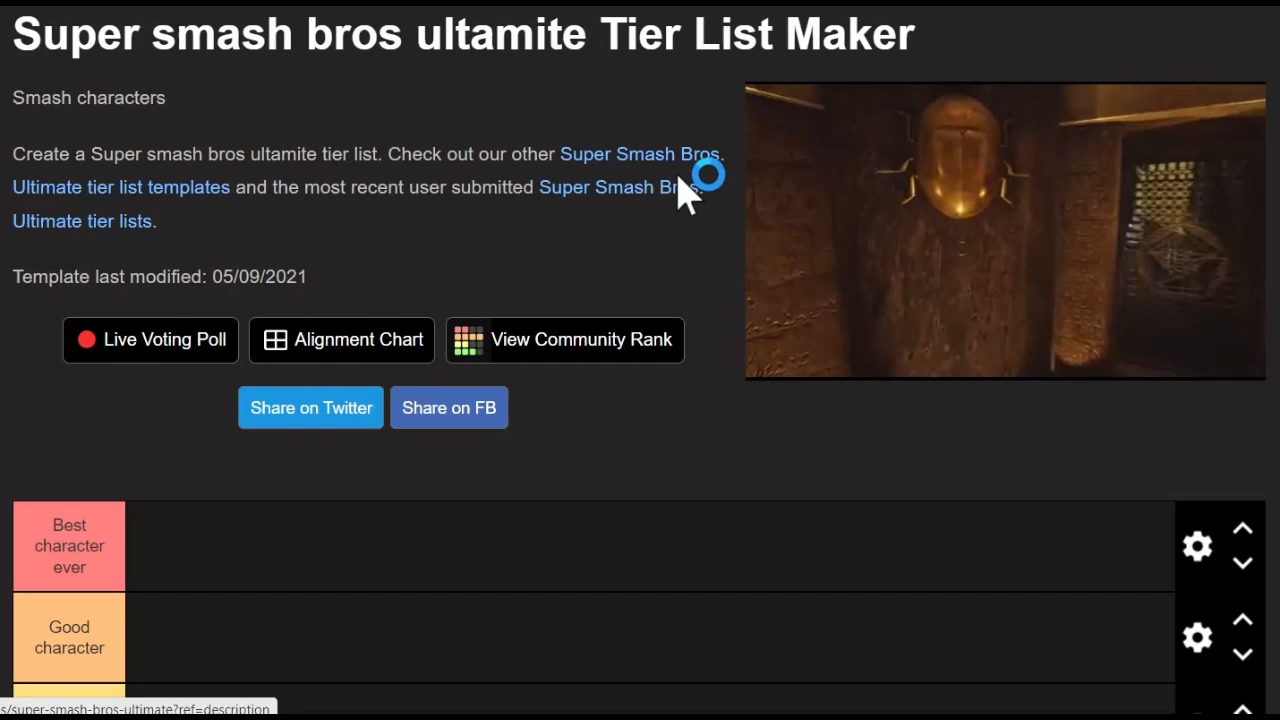 Super smash bros ultamite Tier List Maker
Smash characters
Create a Super smash bros ultamite tier list. Check out our other Super Smash Bros.
Ultimate tier list templates and the most recent user submitted Super Smash Bros.
Ultimate tier lists.
Template last modified: 05/09/2021
Live Voting Poll
Alignment Chart
View Community Rank
Share on Twitter
Share on FB
Best
character
ever
Good
character
s/super-smash-bros-ultimate?ref=description